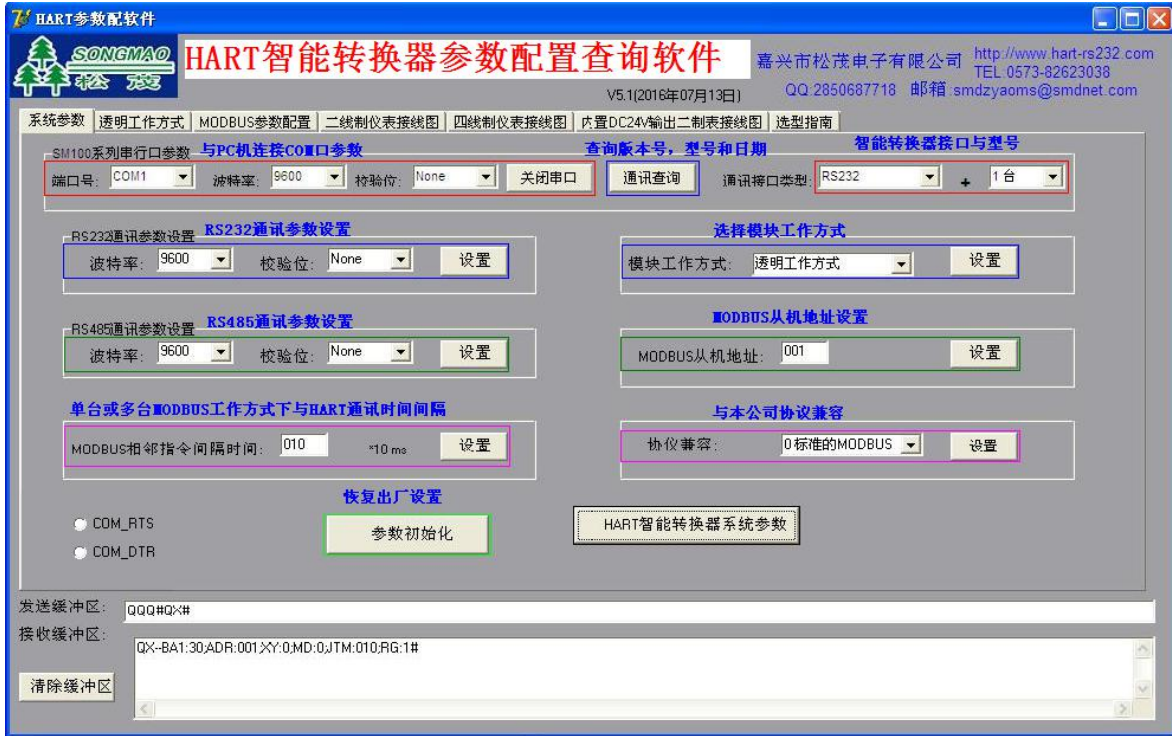 HART参数配软件
SONGMAO
松茂
HART智能转换器参数配置查询软件
V5.1(2016年07月13日)
嘉兴市松茂电子有限公司 http://www.hart-rs232.com
TEL:0573-82623038
QQ:2850687718 邮箱:smdzyaoms@smdnet.com
系统参数 透明工作方式 MODBUS参数配置 二线制仪表接线图 四线制仪表接线图 内置DC24V输出二制表接线图 选型指南
SM100系列串行口参数 与PC机连接COM口参数 查询版本号，型号和日期 智能转换器接口与型号
端口号: COM1 波特率: 9600 校验位: None 关闭串口 通讯查询 通讯接口类型: RS232 + 1台
RS232通讯参数设置 RS232通讯参数设置 选择模块工作方式
波特率: 9600 校验位: None 设置 模块工作方式: 透明工作方式 设置
RS485通讯参数设置 RS485通讯参数设置 MODBUS从机地址设置
波特率: 9600 校验位: None 设置 MODBUS从机地址: 001 设置
单台或多台MODBUS工作方式下与HART通讯时间间隔 与本公司协议兼容
MODBUS相邻指令间隔时间: 010 *10 ms 设置 协仪兼容: 0标准的MODBUS 设置
恢复出厂设置
COM_RTS
COM_DTR
参数初始化 HART智能转换器系统参数
发送缓冲区: QQQ#QX#
接收缓冲区:
QX--BA1:30;ADR:001;XY:0;MD:0;JTM:010;RG:1#
清除缓冲区